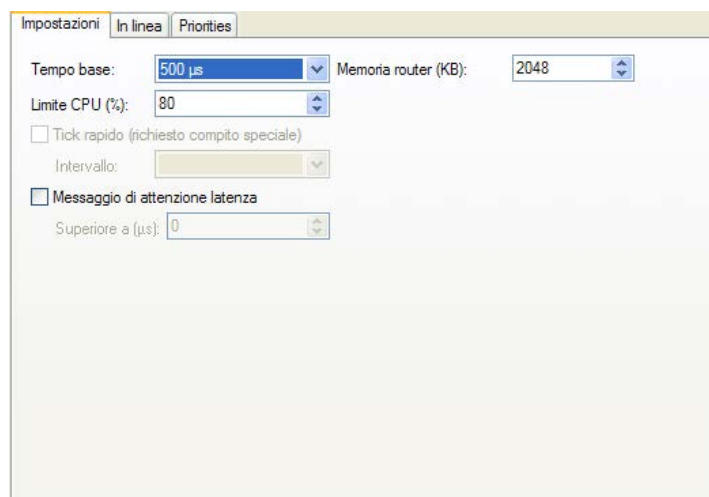 Impostazioni In linea Priorities
Tempo base: 500 µs Memoria router (KB): 2048
Limite CPU (%): 80
Tick rapido (richiesto compito speciale)
Intervallo:
Messaggio di attenzione latenza
Superiore a (µs): 0